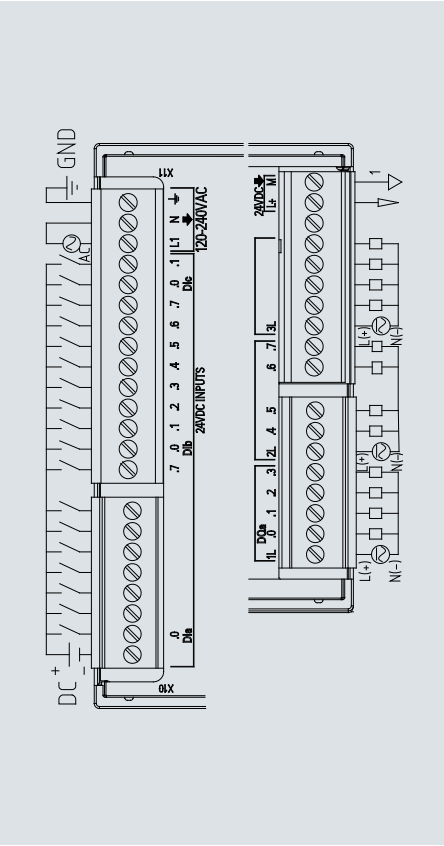 DC + -
GND
AC
X10
X11
.0
.7
.0
.1
.2
.3
.4
.5
.6
.7
.0
.1
L1
N
DIa
DIb
DIc
24VDC INPUTS
120-240VAC
24VDC
1L
.0
.1
.2
.3
2L
.4
.5
.6
.7
3L
L+
M
DQa
L(+)
N(-)
L(+)
N(-)
L(+)
N(-)
1